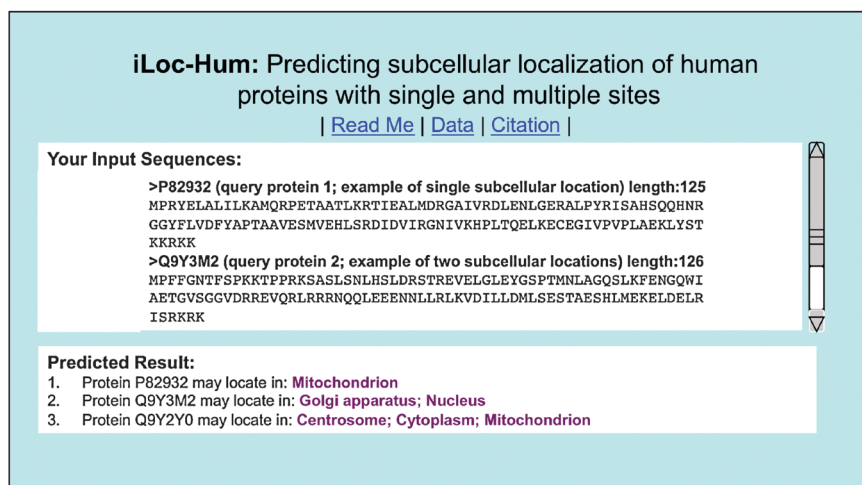 iLoc-Hum: Predicting subcellular localization of human
proteins with single and multiple sites
| Read Me | Data | Citation |
Your Input Sequences:
>P82932 (query protein 1; example of single subcellular location) length:125
MPRYELALILKAMQRPETAATLKRTIEALMDRGAIVRDLENLGERALPYRISAHSQQHNR
GGYFLVDFYAPTAAVESMVEHLSRDIDVIRGNIVKHPLTQELKECEGIVPVPLAEKLYST
KKRKK
>Q9Y3M2 (query protein 2; example of two subcellular locations) length:126
MPFFGNTFSPKKTPPRKSASLSNLHSLDRSTREVELGLEYGSPTMNLAGQSLKFENGQWI
AETGVSGGVDRREVQRLRRRNQQLEEENNLLRLKVDILLDMLSESTAESHLMEKELDELR
ISRKRK
Predicted Result:
1. Protein P82932 may locate in: Mitochondrion
2. Protein Q9Y3M2 may locate in: Golgi apparatus; Nucleus
3. Protein Q9Y2Y0 may locate in: Centrosome; Cytoplasm; Mitochondrion